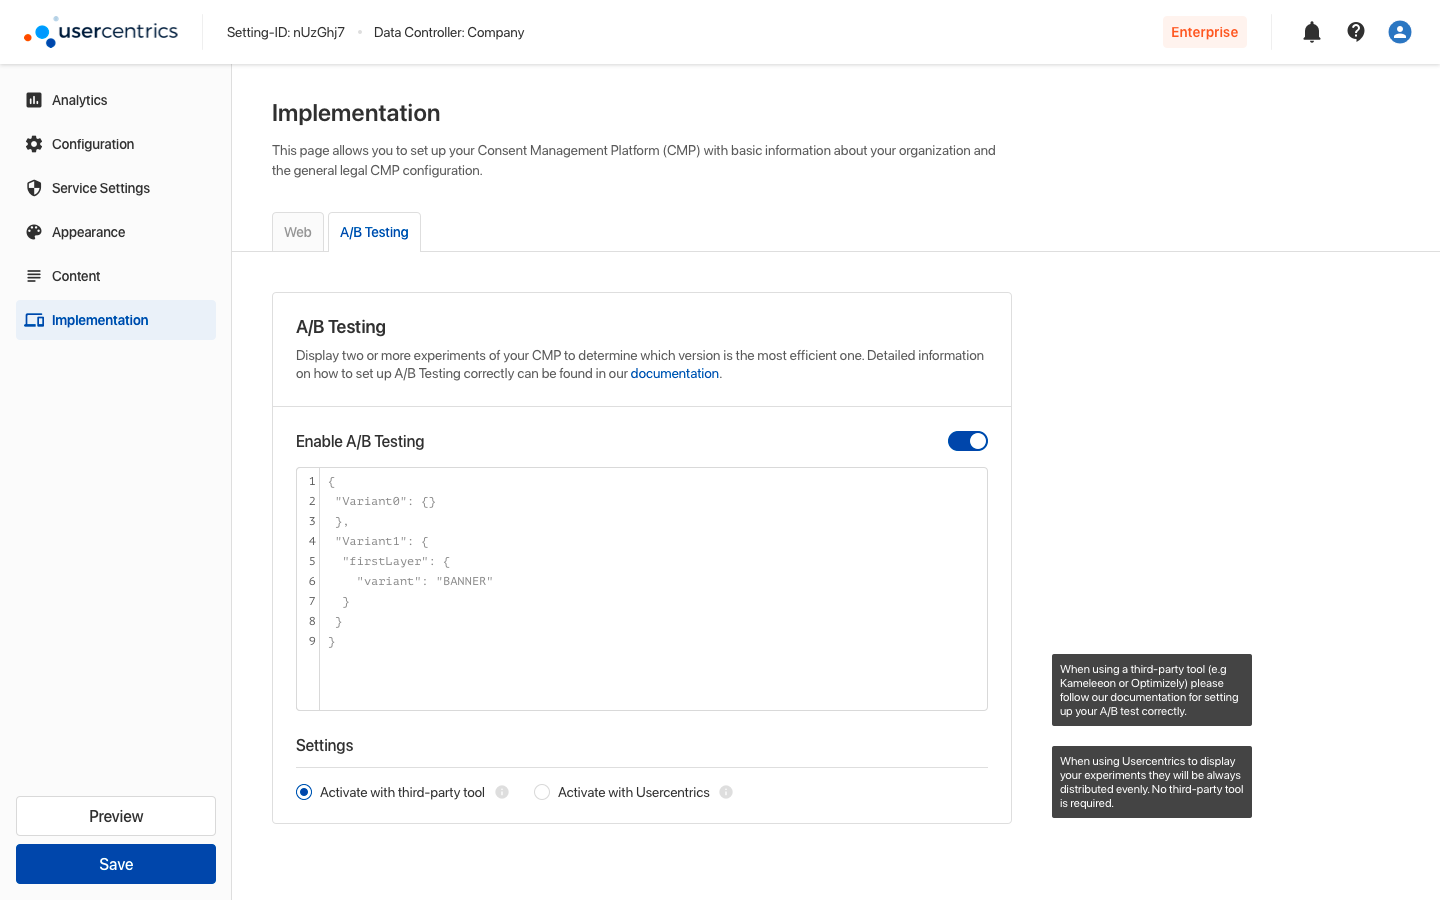 usercentrics
Setting-ID: nUzGhj7
Data Controller: Company
Enterprise
Analytics
Configuration
Service Settings
Appearance
Content
Implementation
Preview
Save
Implementation
This page allows you to set up your Consent Management Platform (CMP) with basic information about your organization and
the general legal CMP configuration.
Web
A/B Testing
A/B Testing
Display two or more experiments of your CMP to determine which version is the most efficient one. Detailed information
on how to set up A/B Testing correctly can be found in our documentation.
Enable A/B Testing
1 {
2 "Variant0": {}
3 },
4 "Variant1": {
5 "firstLayer": {
6 "variant": "BANNER"
7 }
8 }
9 }
Settings
Activate with third-party tool
Activate with Usercentrics
When using a third-party tool (e.g
Kameleeon or Optimizely) please
follow our documentation for setting
up your A/B test correctly.
When using Usercentrics to display
your experiments they will be always
distributed evenly. No third-party tool
is required.